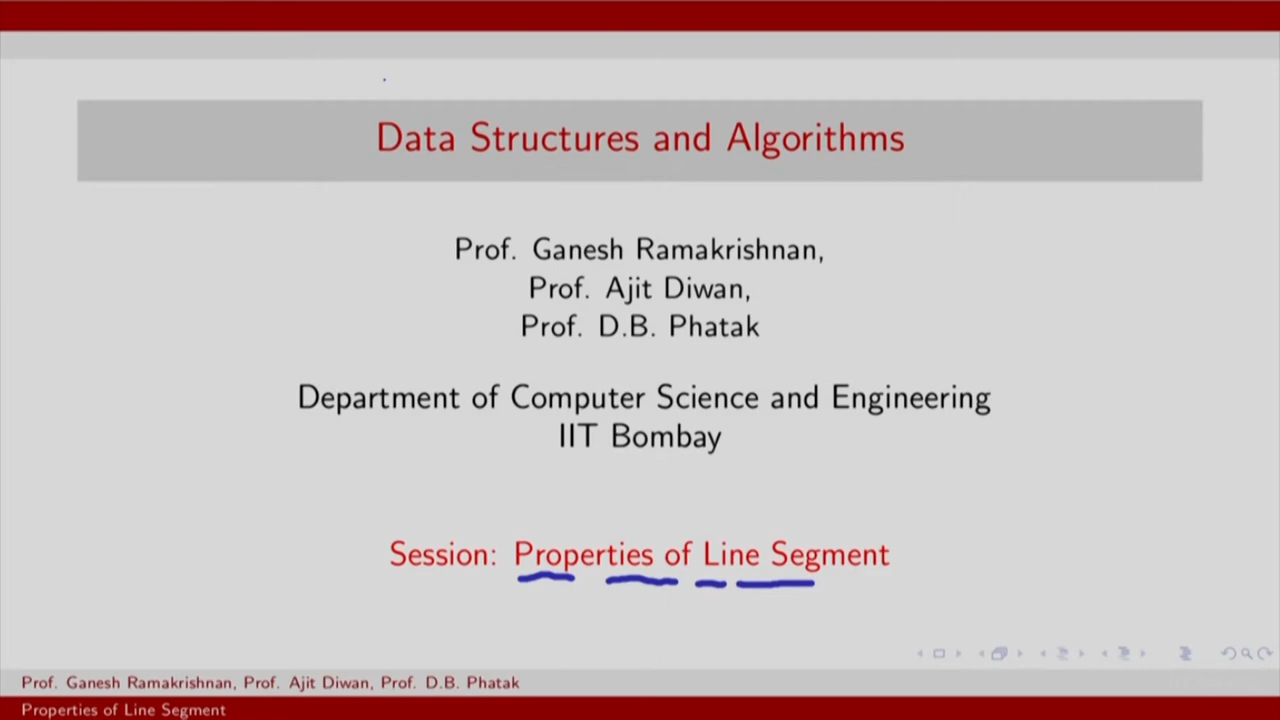 Data Structures and Algorithms
Prof. Ganesh Ramakrishnan,
Prof. Ajit Diwan,
Prof. D.B. Phatak
Department of Computer Science and Engineering
IIT Bombay
Session: Properties of Line Segment
Prof. Ganesh Ramakrishnan, Prof. Ajit Diwan, Prof. D.B. Phatak
Properties of Line Segment